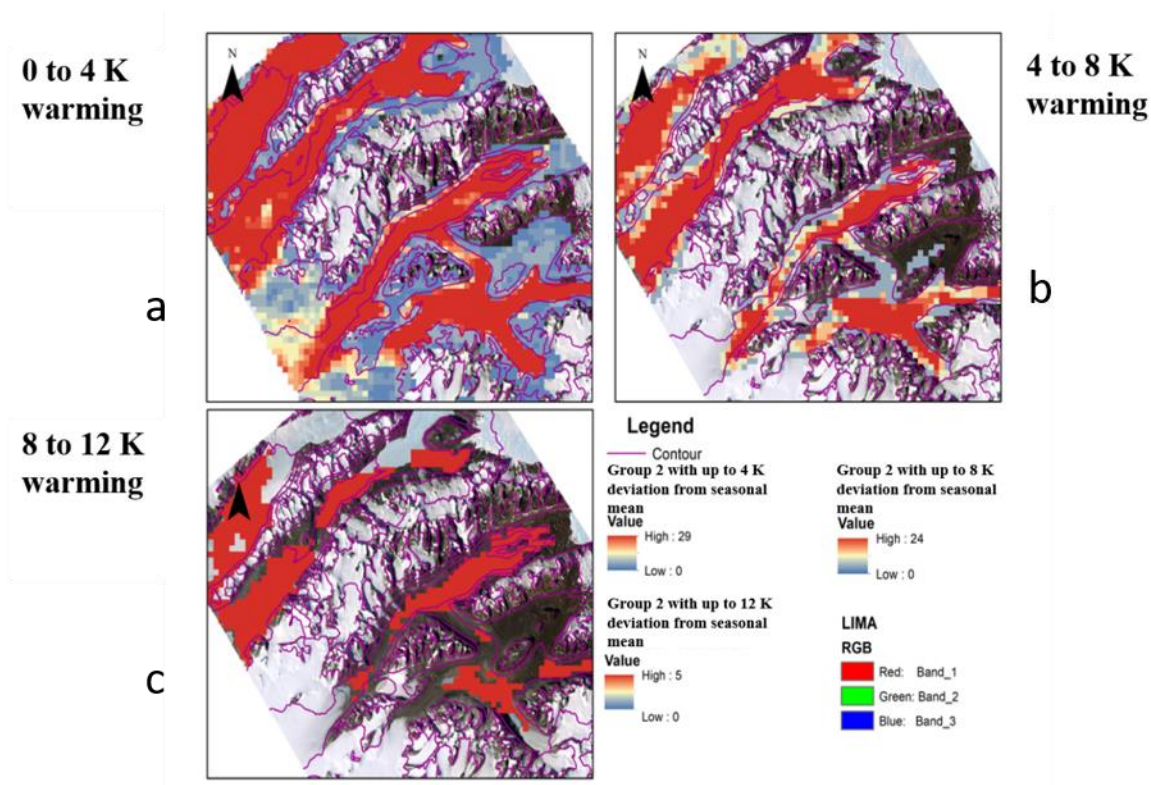 0 to 4 K
warming
N
a
N
4 to 8 K
warming
b
8 to 12 K
warming
c
Legend
Contour
Group 2 with up to 4 K
deviation from seasonal
mean
Value
High : 29
Low : 0
Group 2 with up to 8 K
deviation from seasonal
mean
Value
High : 24
Low : 0
Group 2 with up to 12 K
deviation from seasonal
mean
Value
High : 5
Low : 0
LIMA
RGB
Red: Band_1
Green: Band_2
Blue: Band_3